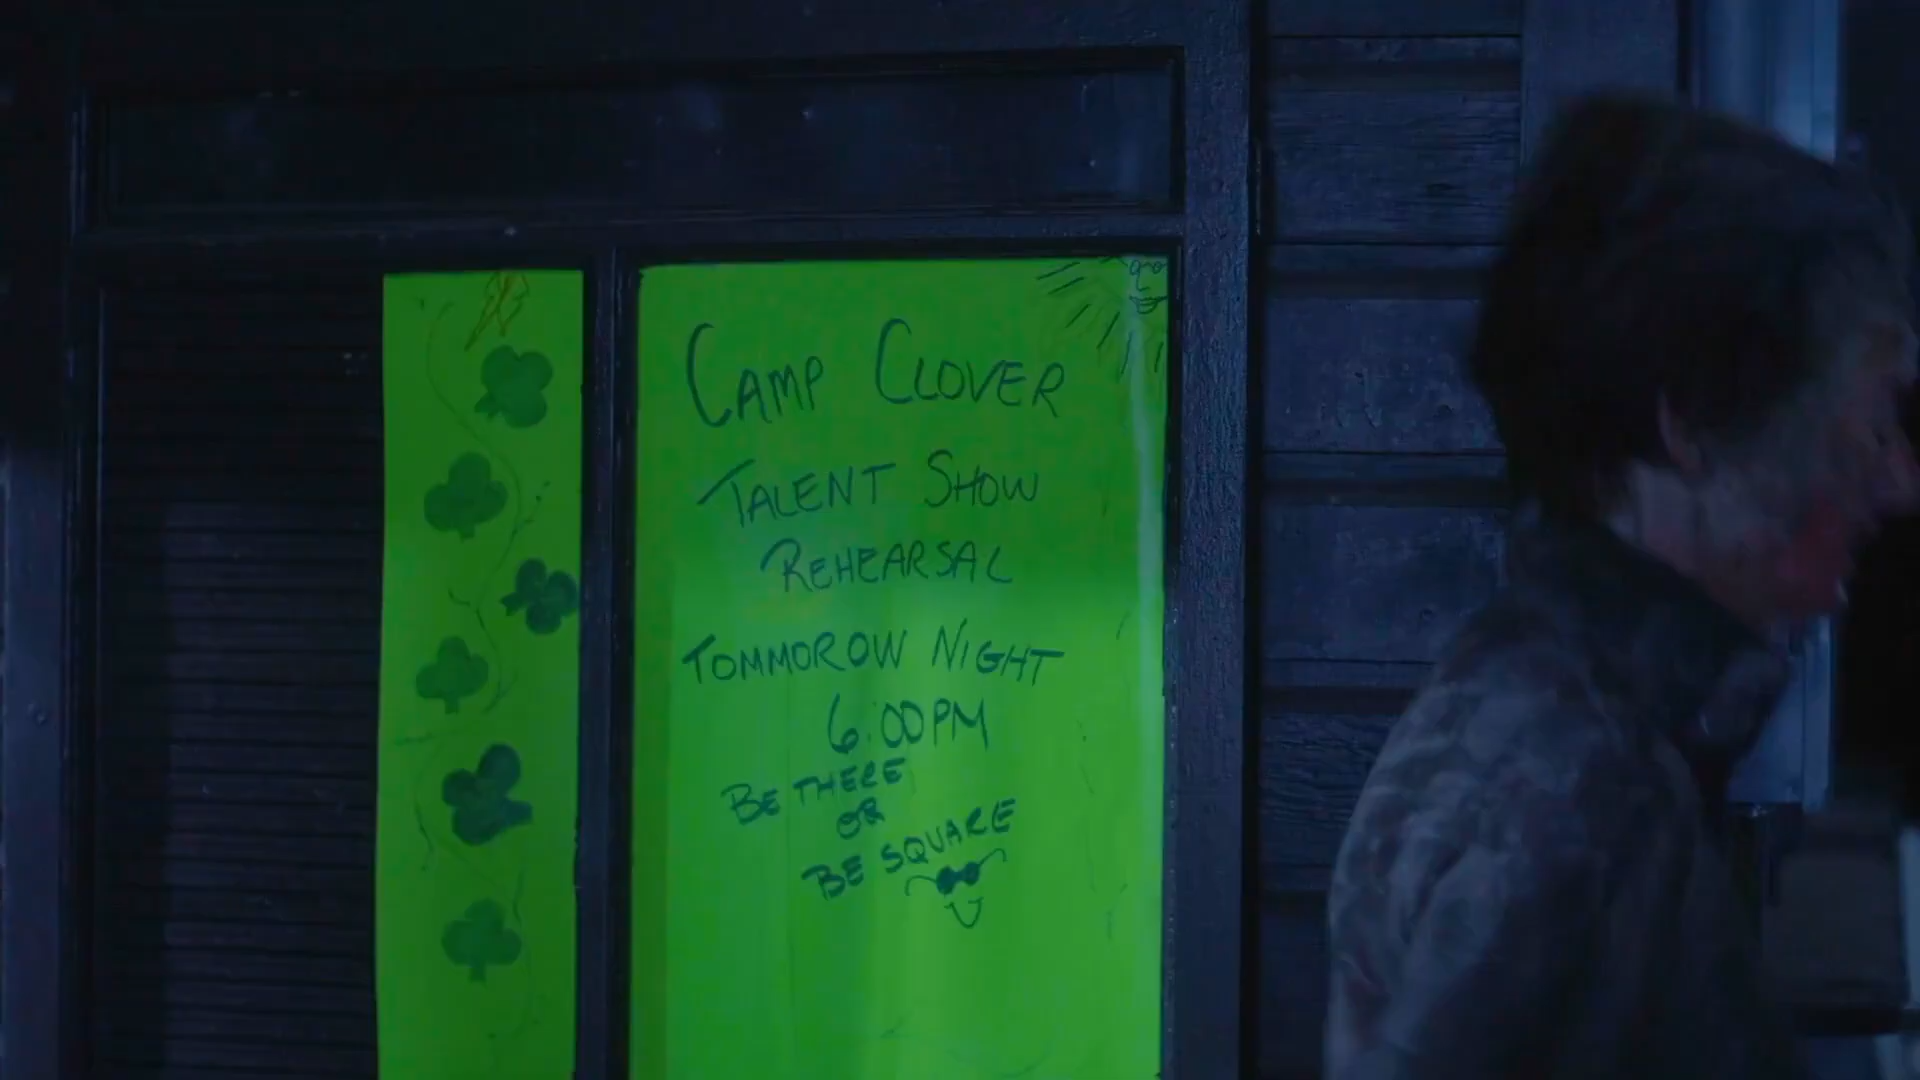 CAMP CLOVER
TALENT SHOW
REHEARSAL
TOMMOROW NIGHT
6:00PM
BE THERE
OR
BE SQUARE